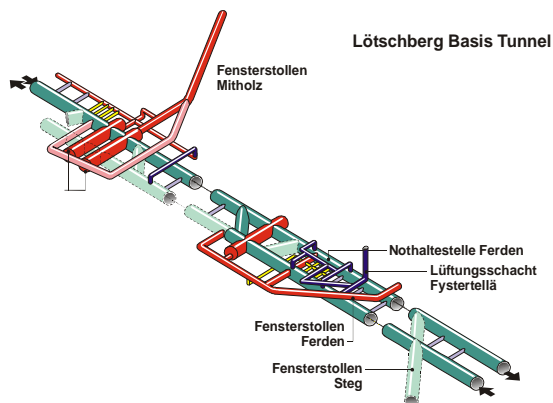 Lötschberg Basis Tunnel
Fensterstollen
Mitholz
Nothaltestelle Ferden
Lüftungsschacht
Fystertellä
Fensterstollen
Ferden
Fensterstollen
Steg